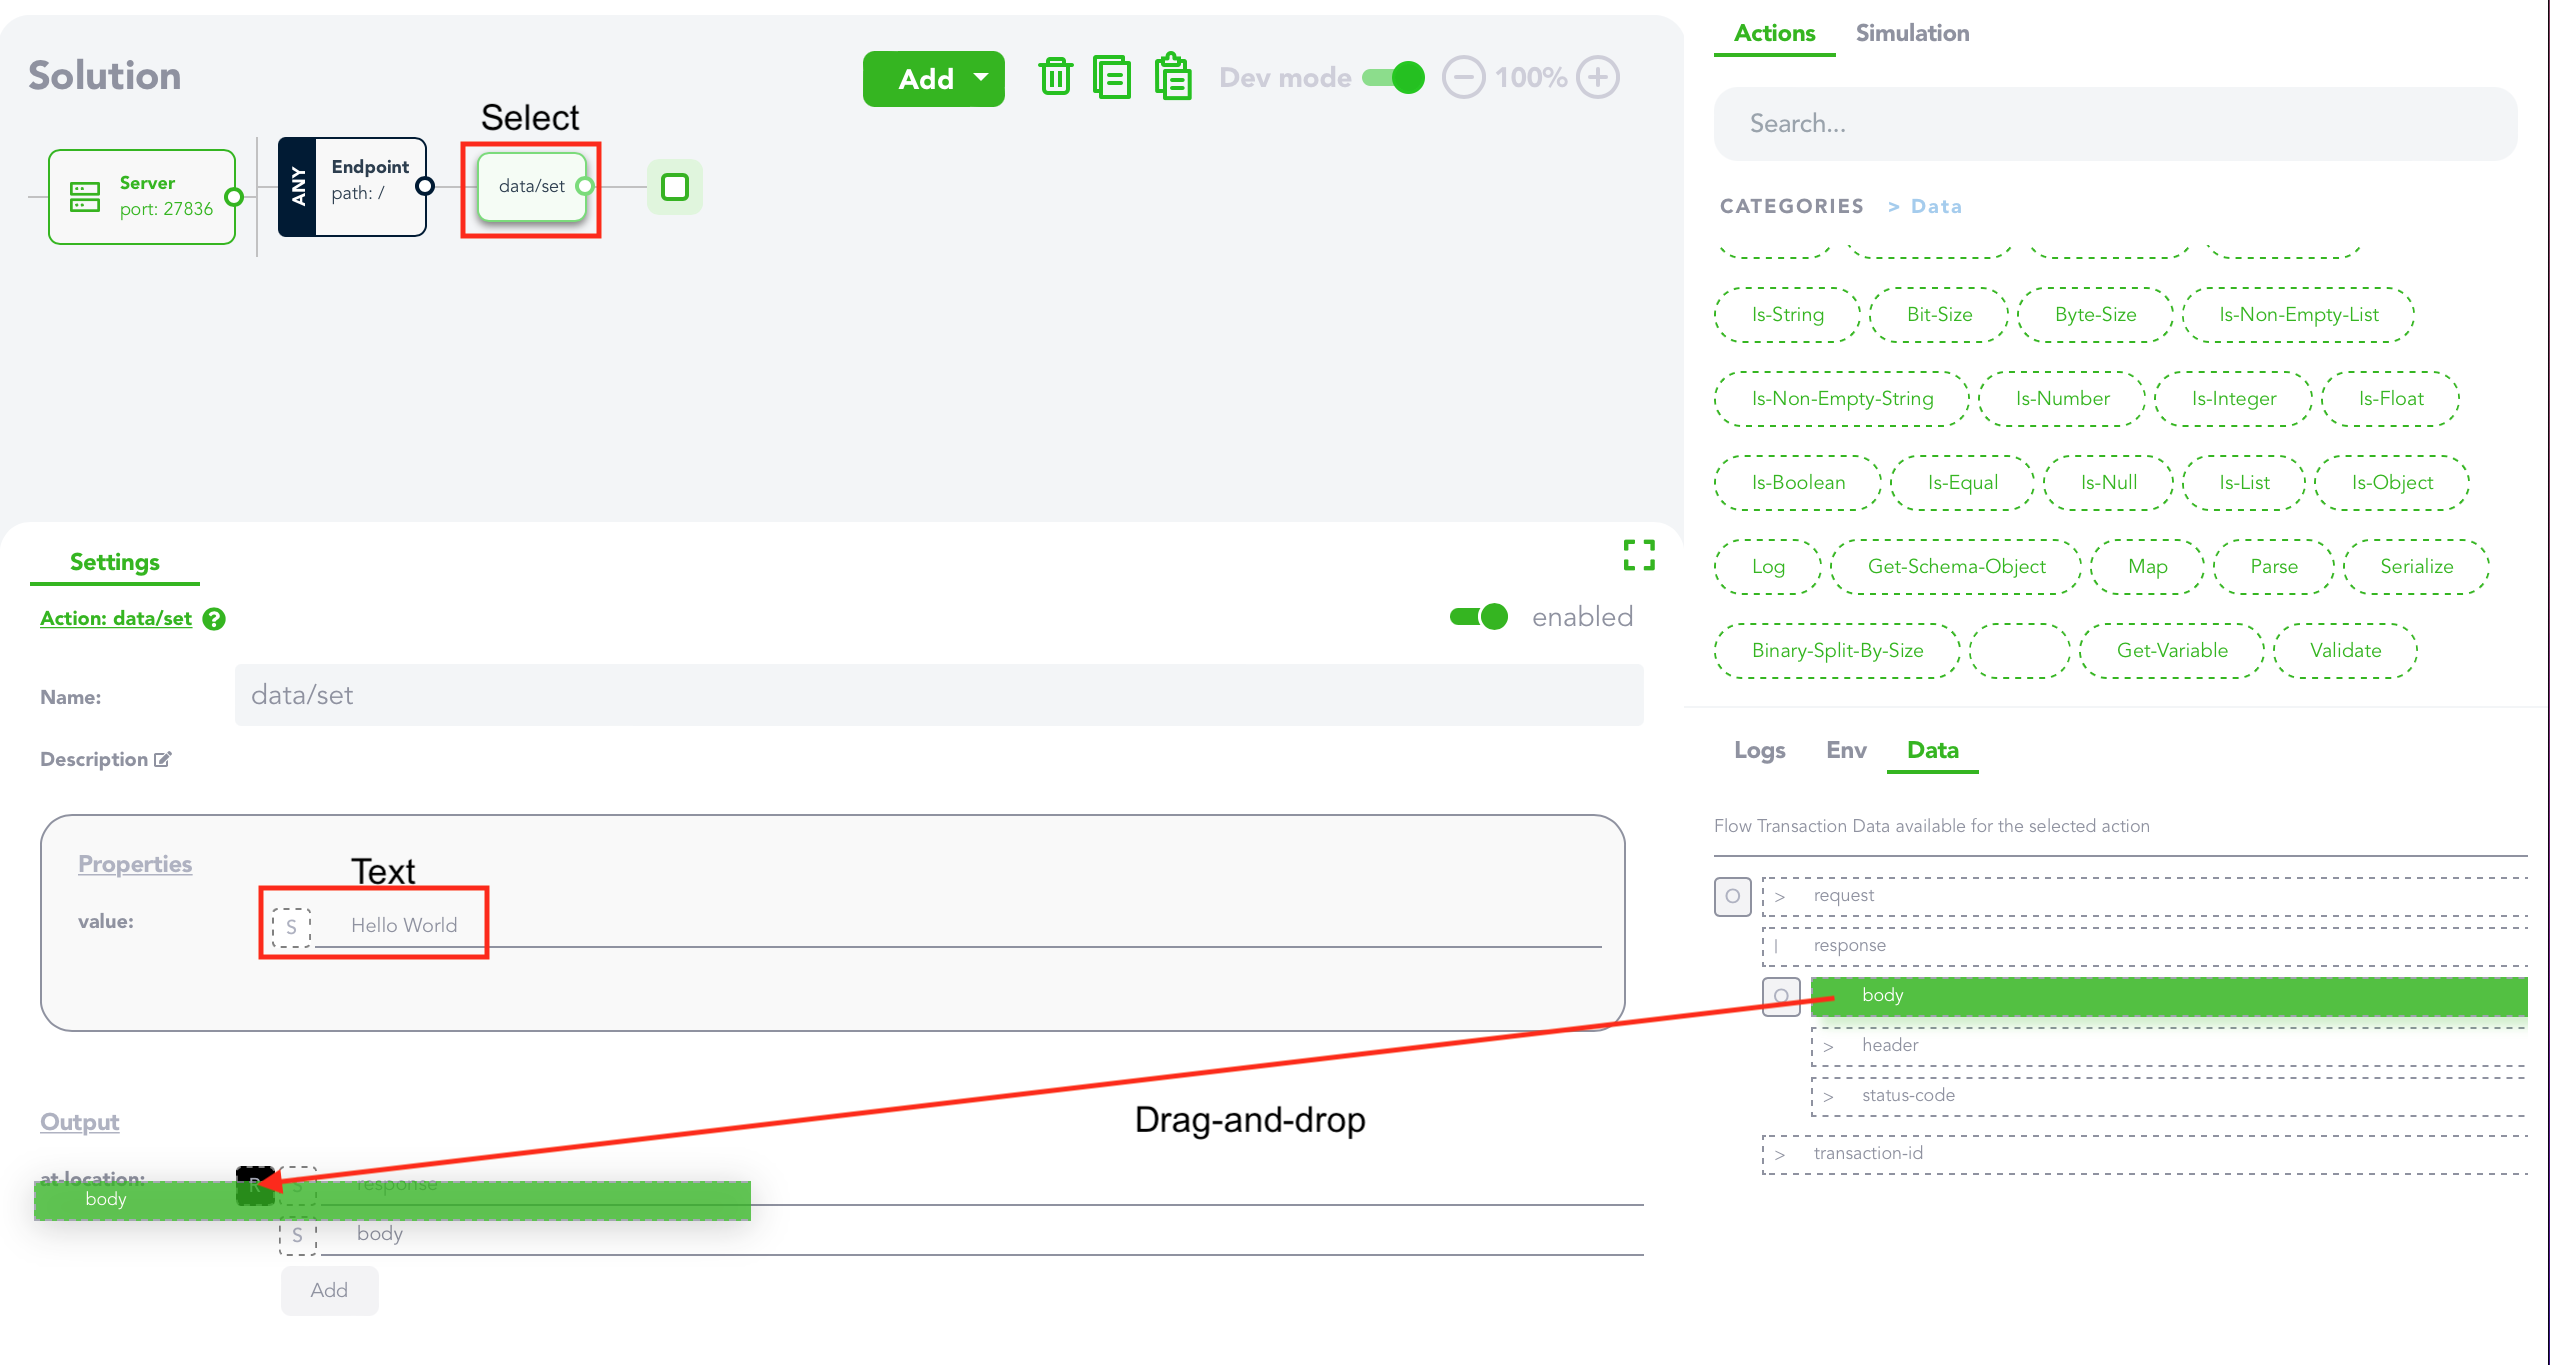 Solution
Add
Dev mode
100%
Select
Server
port: 27836
ANY
Endpoint
path: /
data/set
Settings
Action: data/set ?
enabled
Name:
data/set
Description
Properties
Text
value:
S
Hello World
Output
Drag-and-drop
at-location:
R
S
response
body
S
body
Add
Actions
Simulation
Search...
CATEGORIES > Data
Is-String
Bit-Size
Byte-Size
Is-Non-Empty-List
Is-Non-Empty-String
Is-Number
Is-Integer
Is-Float
Is-Boolean
Is-Equal
Is-Null
Is-List
Is-Object
Log
Get-Schema-Object
Map
Parse
Serialize
Binary-Split-By-Size
Get-Variable
Validate
Logs
Env
Data
Flow Transaction Data available for the selected action
O
> request
| response
O
body
> header
> status-code
> transaction-id